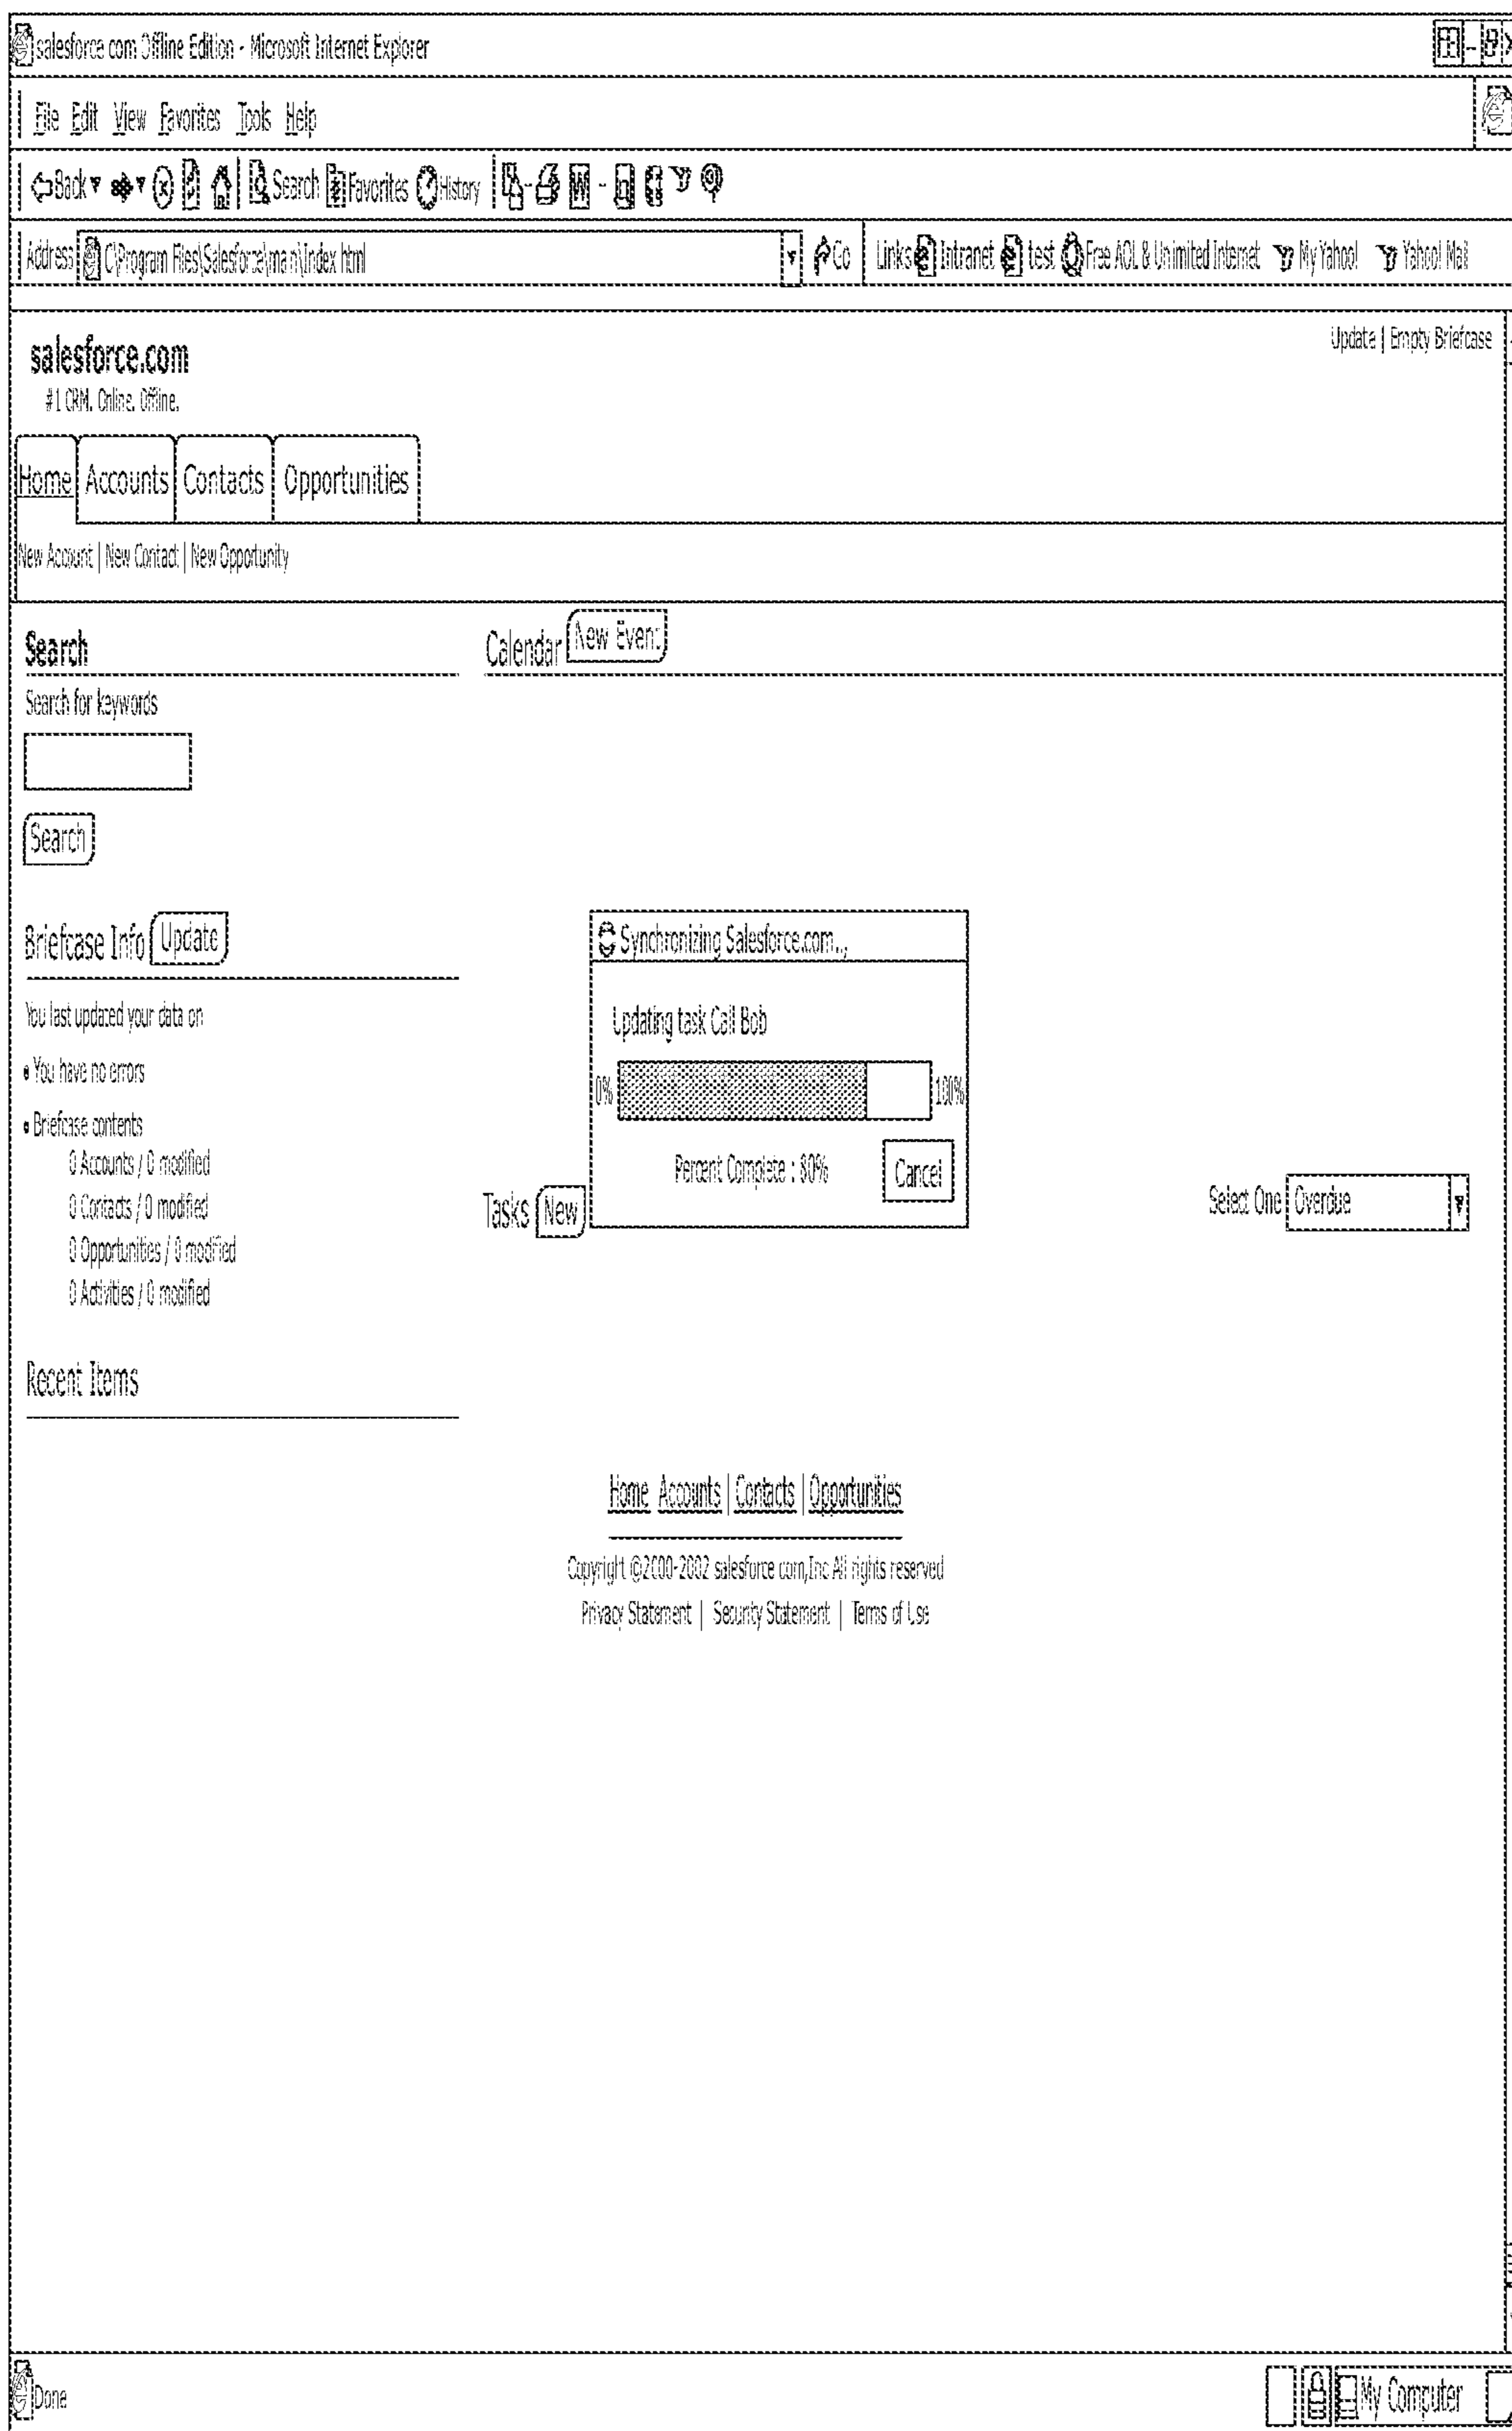 salesforce.com Offline Edition - Microsoft Internet Explorer
File Edit View Favorites Tools Help
Back Search Favorites History
Address C:\Program Files\Salesforce\main\Index html Go Links Intranet test Free AOL & Unlimited Internet My Yahoo! Yahoo! Mail
Update | Empty Briefcase
salesforce.com
#1 CRM. Online. Offline.
Home Accounts Contacts Opportunities
New Account | New Contact | New Opportunity
Search
Search for keywords
Search
Calendar New Event
Briefcase Info Update
You last updated your data on
• You have no errors
• Briefcase contents
0 Accounts / 0 modified
0 Contacts / 0 modified
0 Opportunities / 0 modified
0 Activities / 0 modified
Synchronizing Salesforce.com...
Updating task Call Bob
0% 100%
Percent Complete : 80% Cancel
Tasks New
Select One Overdue
Recent Items
Home Accounts | Contacts | Opportunities
Copyright ©2000-2002 salesforce com,Inc All rights reserved
Privacy Statement | Security Statement | Terms of Use
Done My Computer